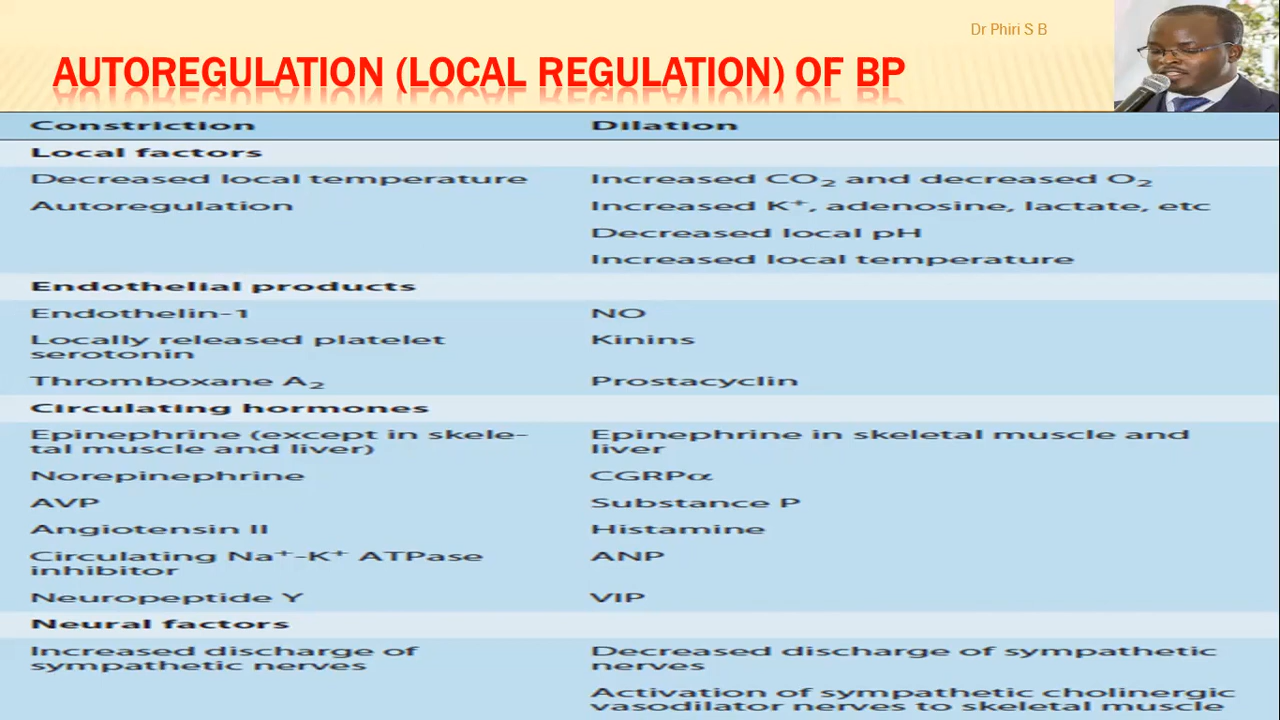 Dr Phiri S B
AUTOREGULATION (LOCAL REGULATION) OF BP
Constriction Dilation
Local factors
Decreased local temperature Increased CO₂ and decreased O₂
Autoregulation Increased K⁺, adenosine, lactate, etc
Decreased local pH
Increased local temperature
Endothelial products
Endothelin-1 NO
Locally released platelet Kinins
serotonin
Thromboxane A₂ Prostacyclin
Circulating hormones
Epinephrine (except in skele- Epinephrine in skeletal muscle and
tal muscle and liver) liver
Norepinephrine CGRPα
AVP Substance P
Angiotensin II Histamine
Circulating Na⁺-K⁺ ATPase ANP
inhibitor
Neuropeptide Y VIP
Neural factors
Increased discharge of Decreased discharge of sympathetic
sympathetic nerves nerves
Activation of sympathetic cholinergic
vasodilator nerves to skeletal muscle